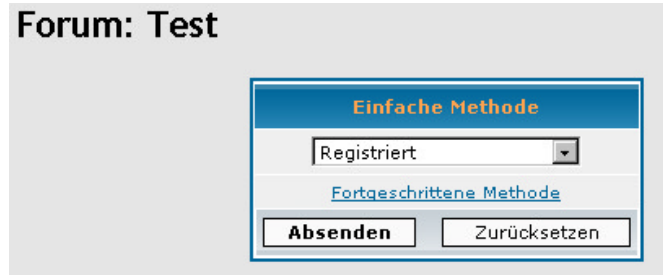 Forum: Test
Einfache Methode
Registriert
Fortgeschrittene Methode
Absenden Zurücksetzen